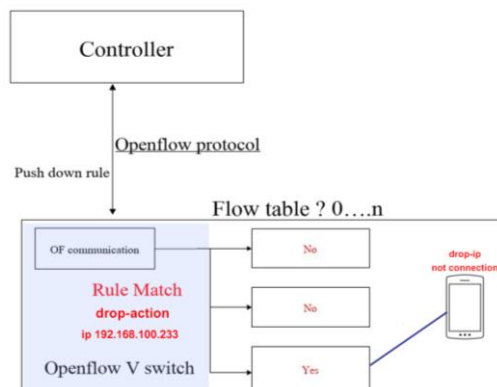 Controller
Openflow protocol
Push down rule
Flow table ? 0....n
OF communication
No
drop-ip
not connection
Rule Match
drop-action
ip 192.168.100.233
No
Openflow V switch
Yes